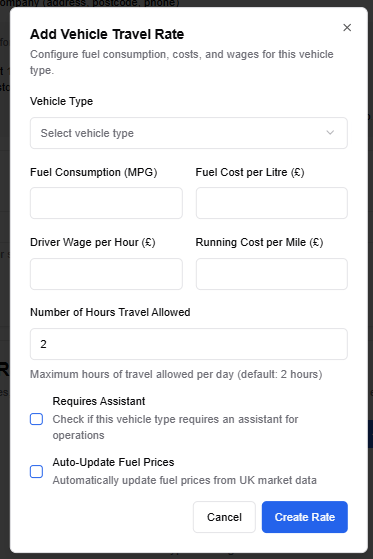 ompany (address, postcode, phone)
Add Vehicle Travel Rate
Configure fuel consumption, costs, and wages for this vehicle
type.
Vehicle Type
Select vehicle type
Fuel Consumption (MPG)
Fuel Cost per Litre (£)
Driver Wage per Hour (£)
Running Cost per Mile (£)
Number of Hours Travel Allowed
2
Maximum hours of travel allowed per day (default: 2 hours)
Requires Assistant
Check if this vehicle type requires an assistant for
operations
Auto-Update Fuel Prices
Automatically update fuel prices from UK market data
Cancel
Create Rate